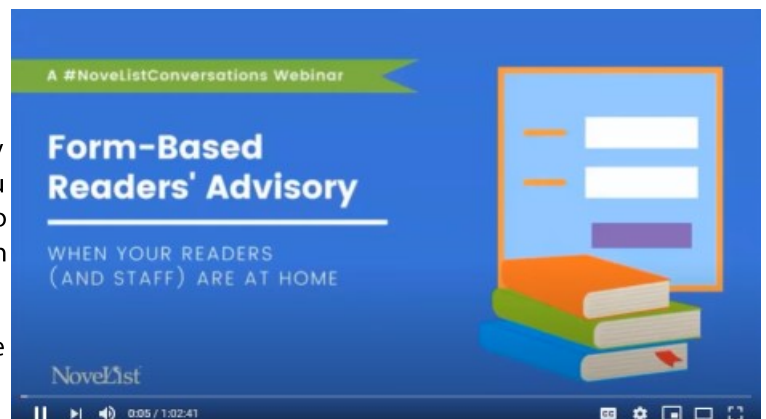 A #NoveListConversations Webinar
Form-Based
Readers' Advisory
WHEN YOUR READERS
(AND STAFF) ARE AT HOME
NoveList
0:05 / 1:02:41
CC